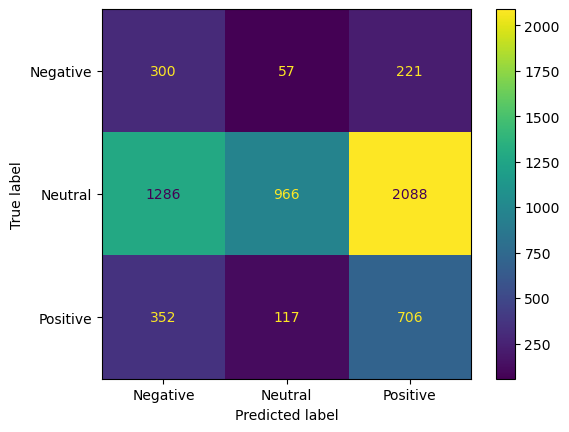 Negative 300 57 221
Neutral 1286 966 2088
Positive 352 117 706
Negative Neutral Positive
Predicted label
True label
2000
1750
1500
1250
1000
750
500
250